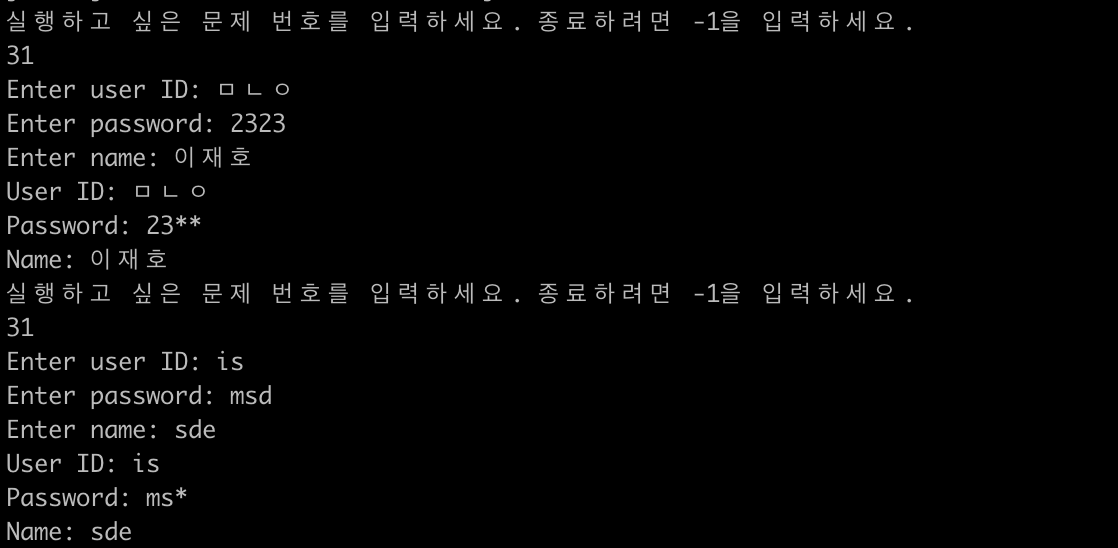 실행하고 싶은 문제 번호를 입력하세요. 종료하려면 -1을 입력하세요.
31
Enter user ID: ㅁㄴㅇ
Enter password: 2323
Enter name: 이재호
User ID: ㅁㄴㅇ
Password: 23**
Name: 이재호
실행하고 싶은 문제 번호를 입력하세요. 종료하려면 -1을 입력하세요.
31
Enter user ID: is
Enter password: msd
Enter name: sde
User ID: is
Password: ms*
Name: sde